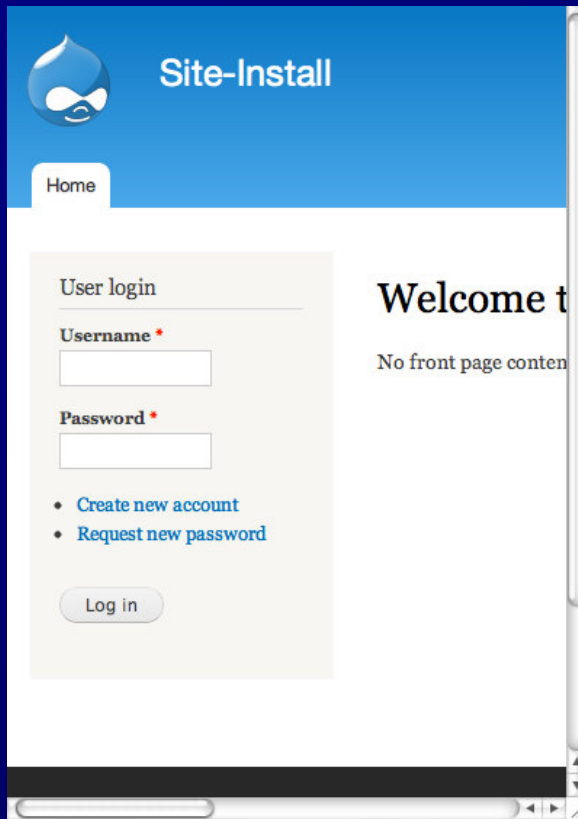 Site-Install
Home
User login
Username *
Password *
Create new account
Request new password
Log in
Welcome t
No front page conten